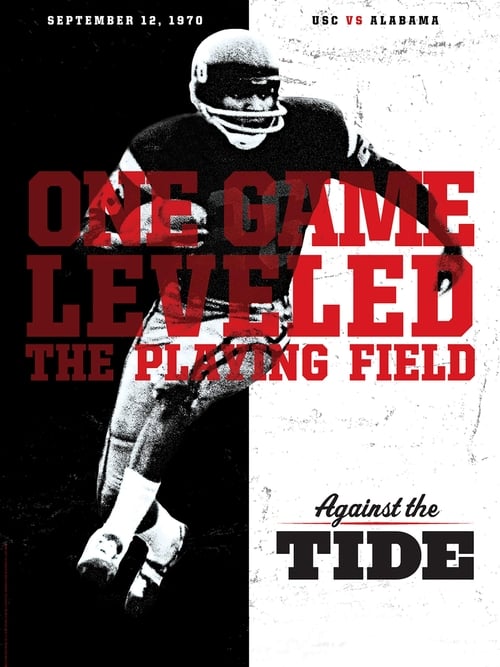 SEPTEMBER 12, 1970
USC VS ALABAMA
ONE GAME
LEVELED
THE PLAYING FIELD
Against the
TIDE